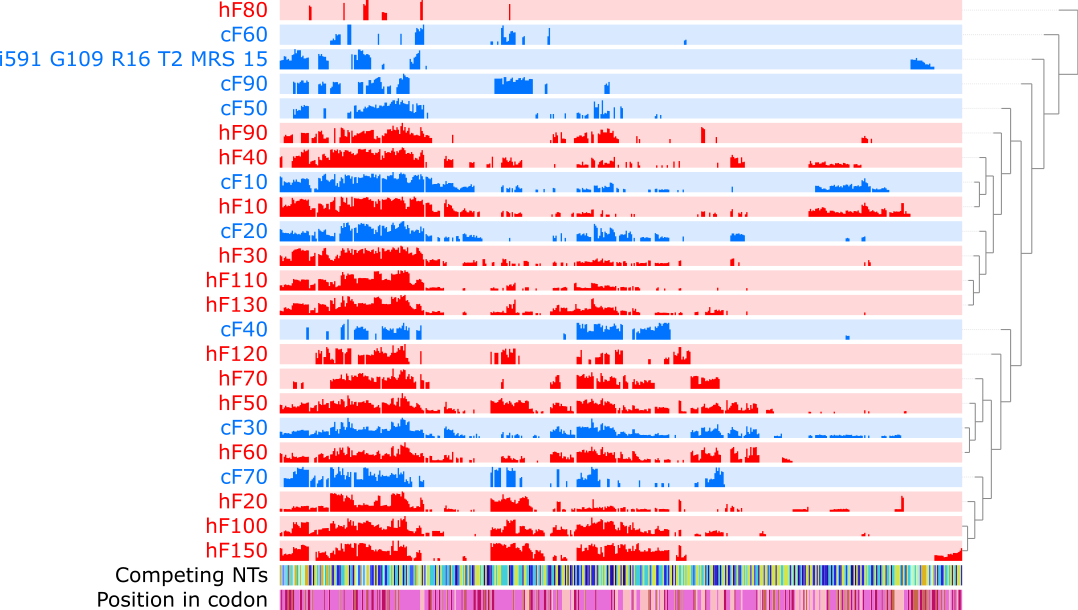 hF80
cF60
i591 G109 R16 T2 MRS 15
cF90
cF50
hF90
hF40
cF10
hF10
cF20
hF30
hF110
hF130
cF40
hF120
hF70
hF50
cF30
hF60
cF70
hF20
hF100
hF150
Competing NTs
Position in codon